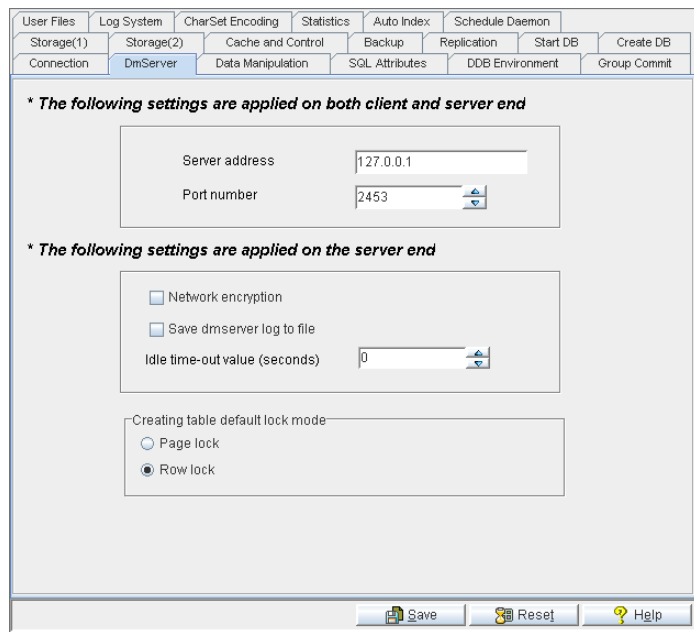 User Files Log System CharSet Encoding Statistics Auto Index Schedule Daemon
Storage(1) Storage(2) Cache and Control Backup Replication Start DB Create DB
Connection DmServer Data Manipulation SQL Attributes DDB Environment Group Commit
* The following settings are applied on both client and server end
Server address 127.0.0.1
Port number 2453
* The following settings are applied on the server end
Network encryption
Save dmserver log to file
Idle time-out value (seconds) 0
Creating table default lock mode
Page lock
Row lock
Save Reset Help